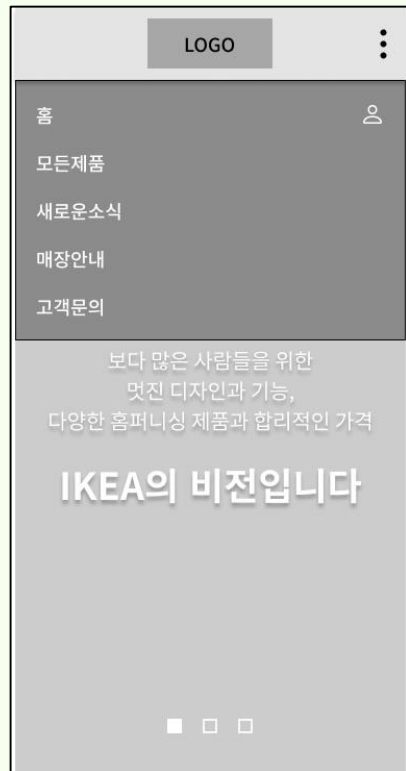 LOGO
홈
모든제품
새로운소식
매장안내
고객문의
보다 많은 사람들을 위한
멋진 디자인과 기능,
다양한 홈퍼니싱 제품과 합리적인 가격
IKEA의 비전입니다